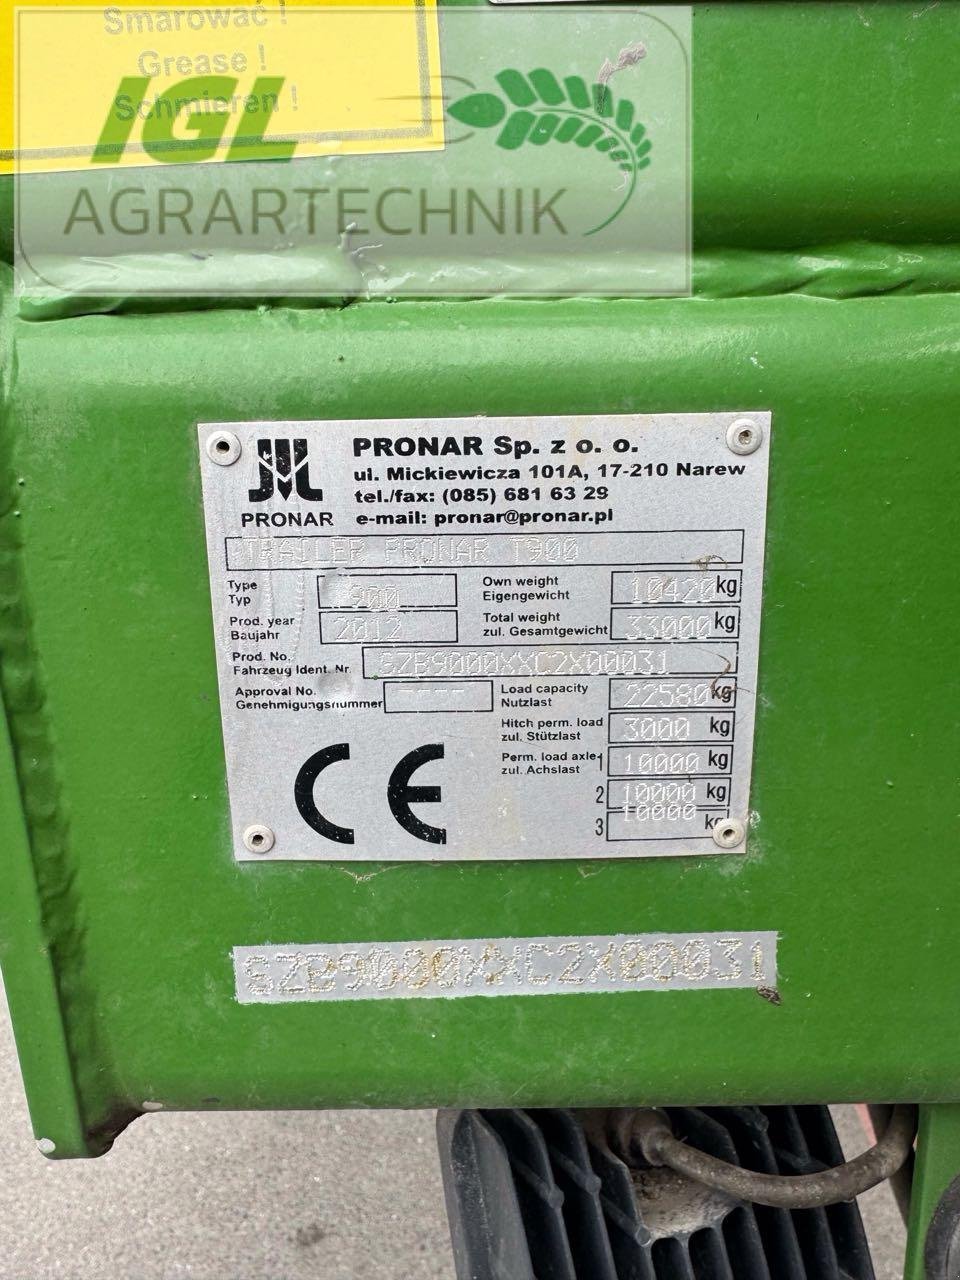 Smarować !
Grease !
Schmieren !
IGL
AGRARTECHNIK
PRONAR Sp. z o. o.
ul. Mickiewicza 101A, 17-210 Narew
tel./fax: (085) 681 63 29
PRONAR e-mail: pronar@pronar.pl
TRAILER PRONAR T900
Type
Typ
T900
Own weight
Eigengewicht
10420 kg
Prod. year
Baujahr
2012
Total weight
zul. Gesamtgewicht
33000 kg
Prod. No.
Fahrzeug Ident. Nr.
SZB9000XXC2X00031
Approval No.
Genehmigungsnummer
----
Load capacity
Nutzlast
22580 kg
Hitch perm. load
zul. Stützlast
3000 kg
Perm. load axle
zul. Achslast
1 10000 kg
2 10000 kg
3 10000 kg
CE
SZB9000XXC2X00031